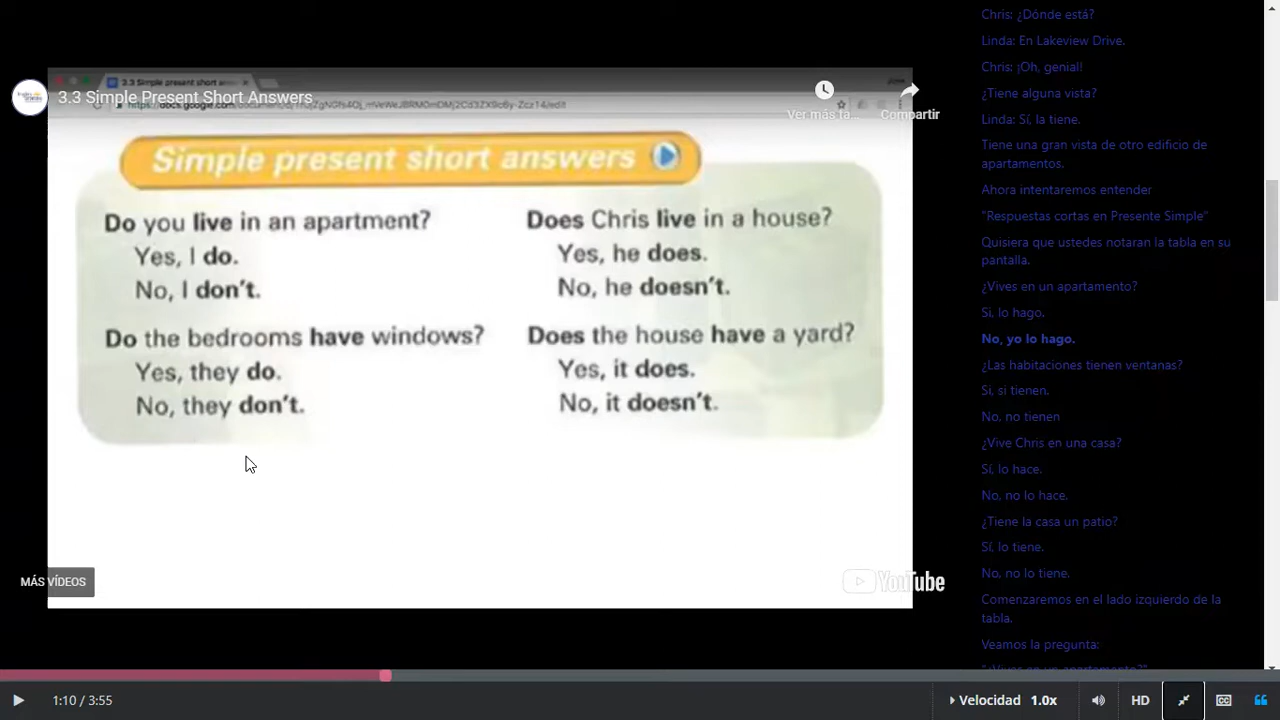 3.3 Simple Present Short Answers
Ver más ta...
Compartir
Simple present short answers
Do you live in an apartment?
Yes, I do.
No, I don't.
Do the bedrooms have windows?
Yes, they do.
No, they don't.
Does Chris live in a house?
Yes, he does.
No, he doesn't.
Does the house have a yard?
Yes, it does.
No, it doesn't.
MÁS VÍDEOS
YouTube
Chris: ¿Dónde está?
Linda: En Lakeview Drive.
Chris: ¡Oh, genial!
¿Tiene alguna vista?
Linda: Sí, la tiene.
Tiene una gran vista de otro edificio de
apartamentos.
Ahora intentaremos entender
"Respuestas cortas en Presente Simple"
Quisiera que ustedes notaran la tabla en su
pantalla.
¿Vives en un apartamento?
Si, lo hago.
No, yo lo hago.
¿Las habitaciones tienen ventanas?
Si, si tienen.
No, no tienen
¿Vive Chris en una casa?
Sí, lo hace.
No, no lo hace.
¿Tiene la casa un patio?
Sí, lo tiene.
No, no lo tiene.
Comenzaremos en el lado izquierdo de la
tabla.
Veamos la pregunta:
1:10 / 3:55
Velocidad 1.0x
HD